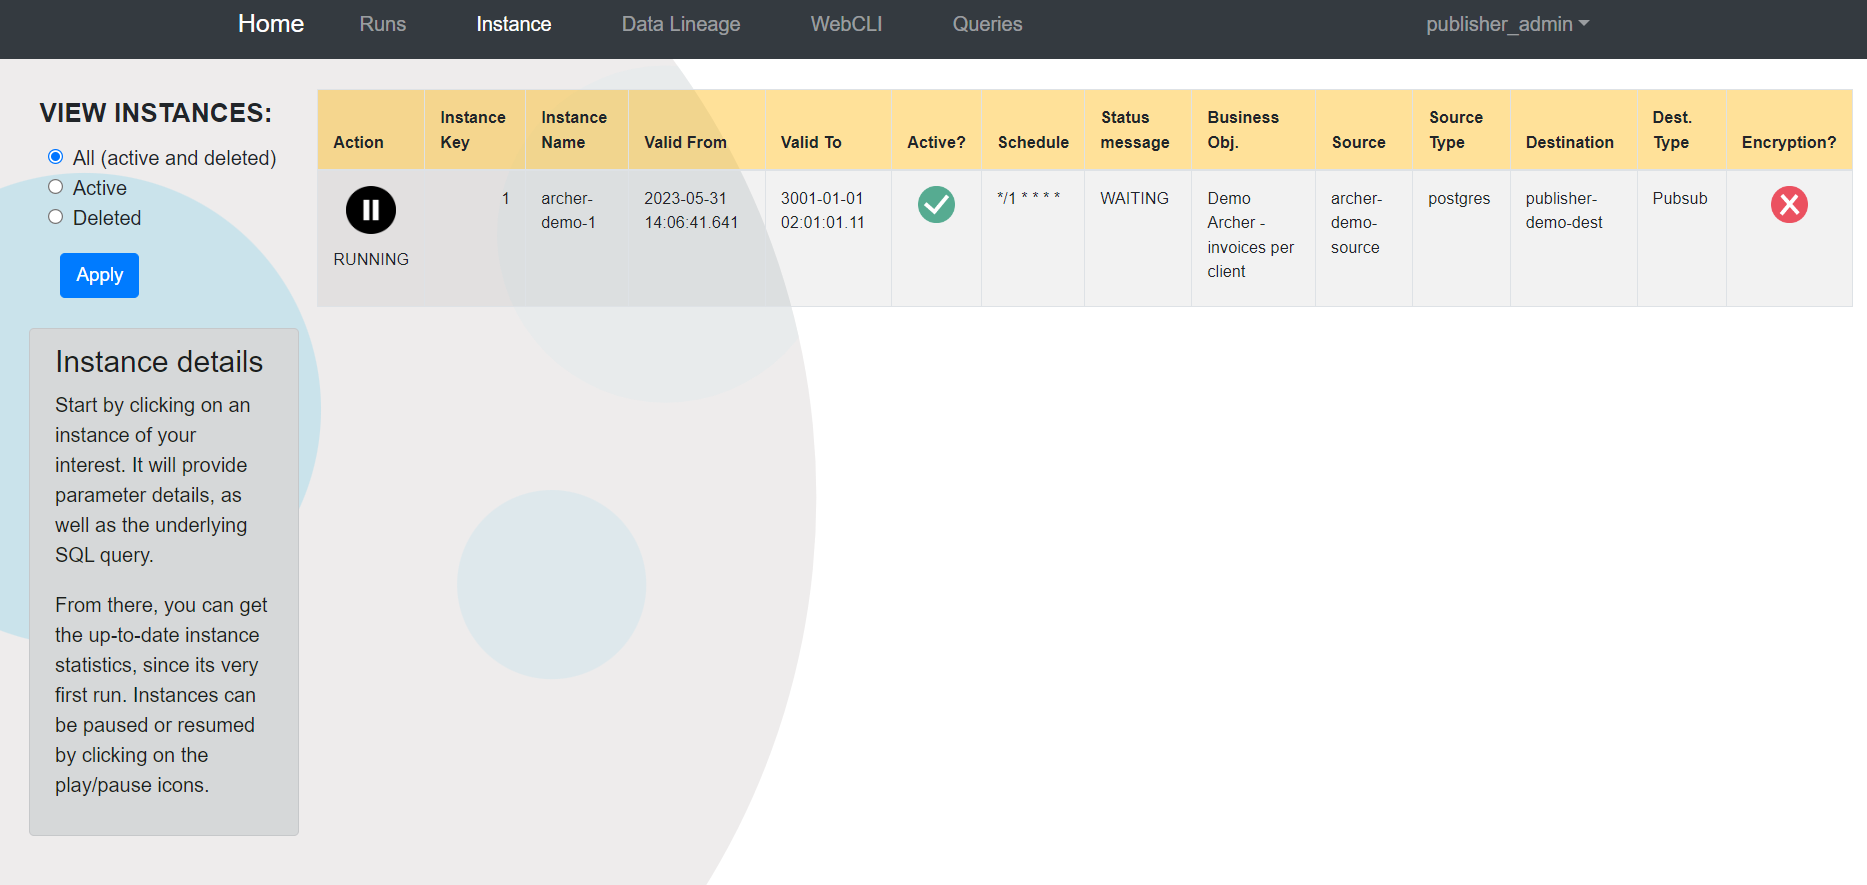 Home Runs Instance Data Lineage WebCLI Queries publisher_admin
VIEW INSTANCES:
All (active and deleted)
Active
Deleted
Apply
Instance details
Start by clicking on an
instance of your
interest. It will provide
parameter details, as
well as the underlying
SQL query.
From there, you can get
the up-to-date instance
statistics, since its very
first run. Instances can
be paused or resumed
by clicking on the
play/pause icons.
Action
Instance
Key
Instance
Name
Valid From
Valid To
Active?
Schedule
Status
message
Business
Obj.
Source
Source
Type
Destination
Dest.
Type
Encryption?
RUNNING
1
archer-
demo-1
2023-05-31
14:06:41.641
3001-01-01
02:01:01.11
*/1 * * * *
WAITING
Demo
Archer -
invoices per
client
archer-
demo-
source
postgres
publisher-
demo-dest
Pubsub